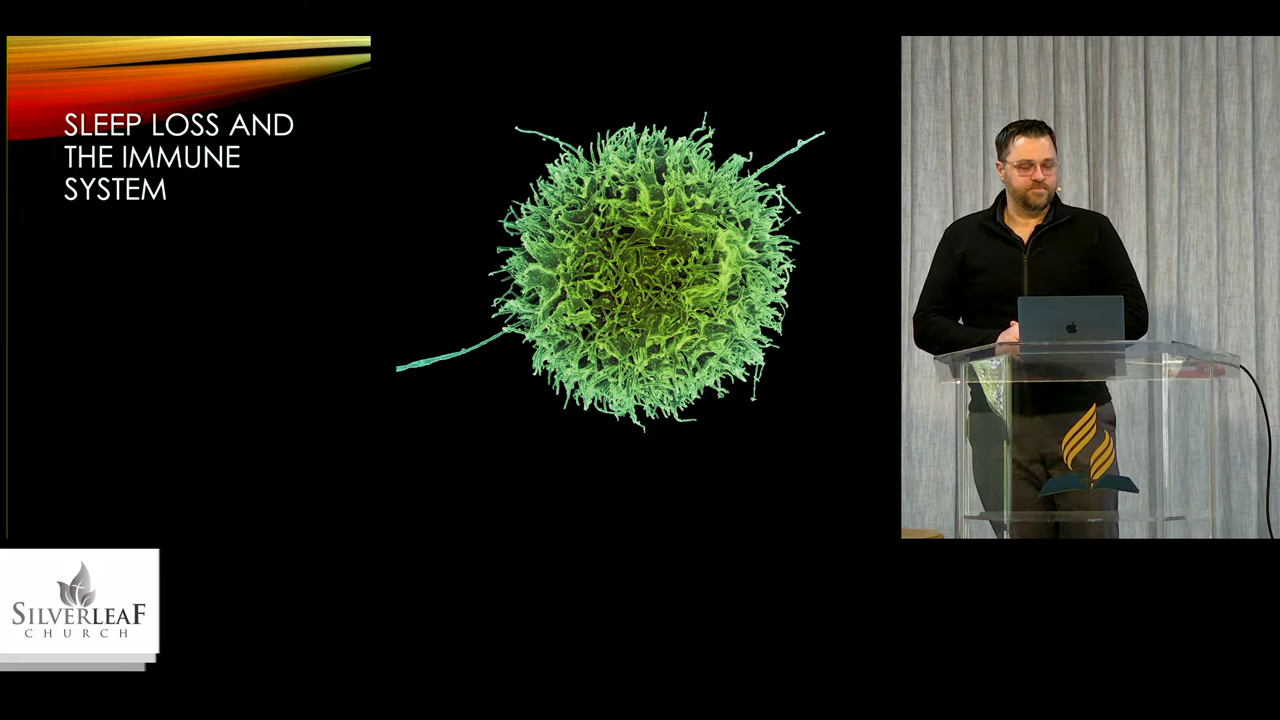 SLEEP LOSS AND
THE IMMUNE
SYSTEM
SILVERLEAF
CHURCH